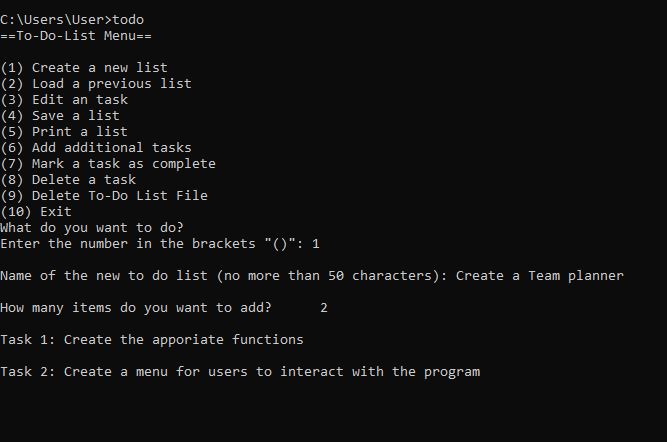 C:\Users\User>todo
==To-Do-List Menu==
(1) Create a new list
(2) Load a previous list
(3) Edit an task
(4) Save a list
(5) Print a list
(6) Add additional tasks
(7) Mark a task as complete
(8) Delete a task
(9) Delete To-Do List File
(10) Exit
What do you want to do?
Enter the number in the brackets "()": 1
Name of the new to do list (no more than 50 characters): Create a Team planner
How many items do you want to add?      2
Task 1: Create the apporiate functions
Task 2: Create a menu for users to interact with the program